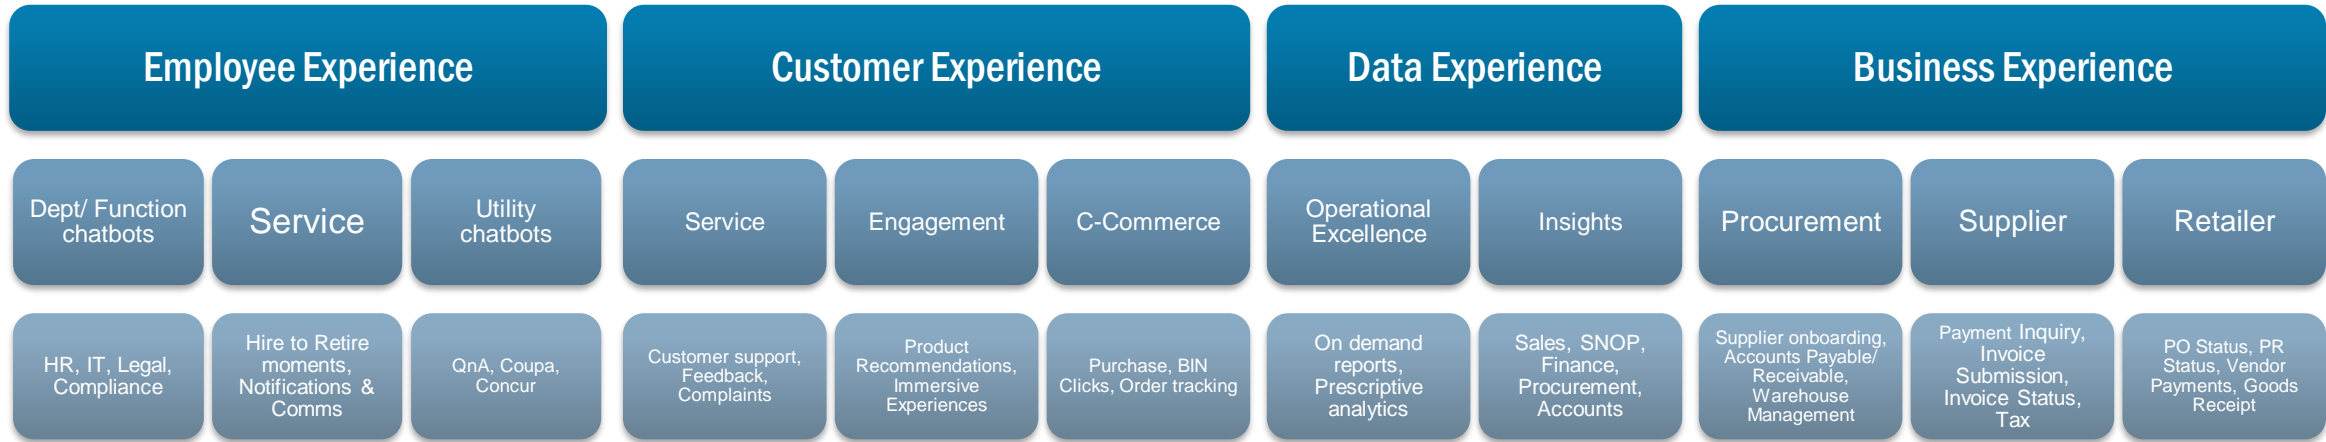 Employee Experience
Customer Experience
Data Experience
Business Experience
Dept/ Function
chatbots
Service
Utility
chatbots
Service
Engagement
C-Commerce
Operational
Excellence
Insights
Procurement
Supplier
Retailer
HR, IT, Legal,
Compliance
Hire to Retire
moments,
Notifications &
Comms
QnA, Coupa,
Concur
Customer support,
Feedback,
Complaints
Product
Recommendations,
Immersive
Experiences
Purchase, BIN
Clicks, Order tracking
On demand
reports,
Prescriptive
analytics
Sales, SNOP,
Finance,
Procurement,
Accounts
Supplier onboarding,
Accounts Payable/
Receivable,
Warehouse
Management
Payment Inquiry,
Invoice
Submission,
Invoice Status,
Tax
PO Status, PR
Status, Vendor
Payments, Goods
Receipt